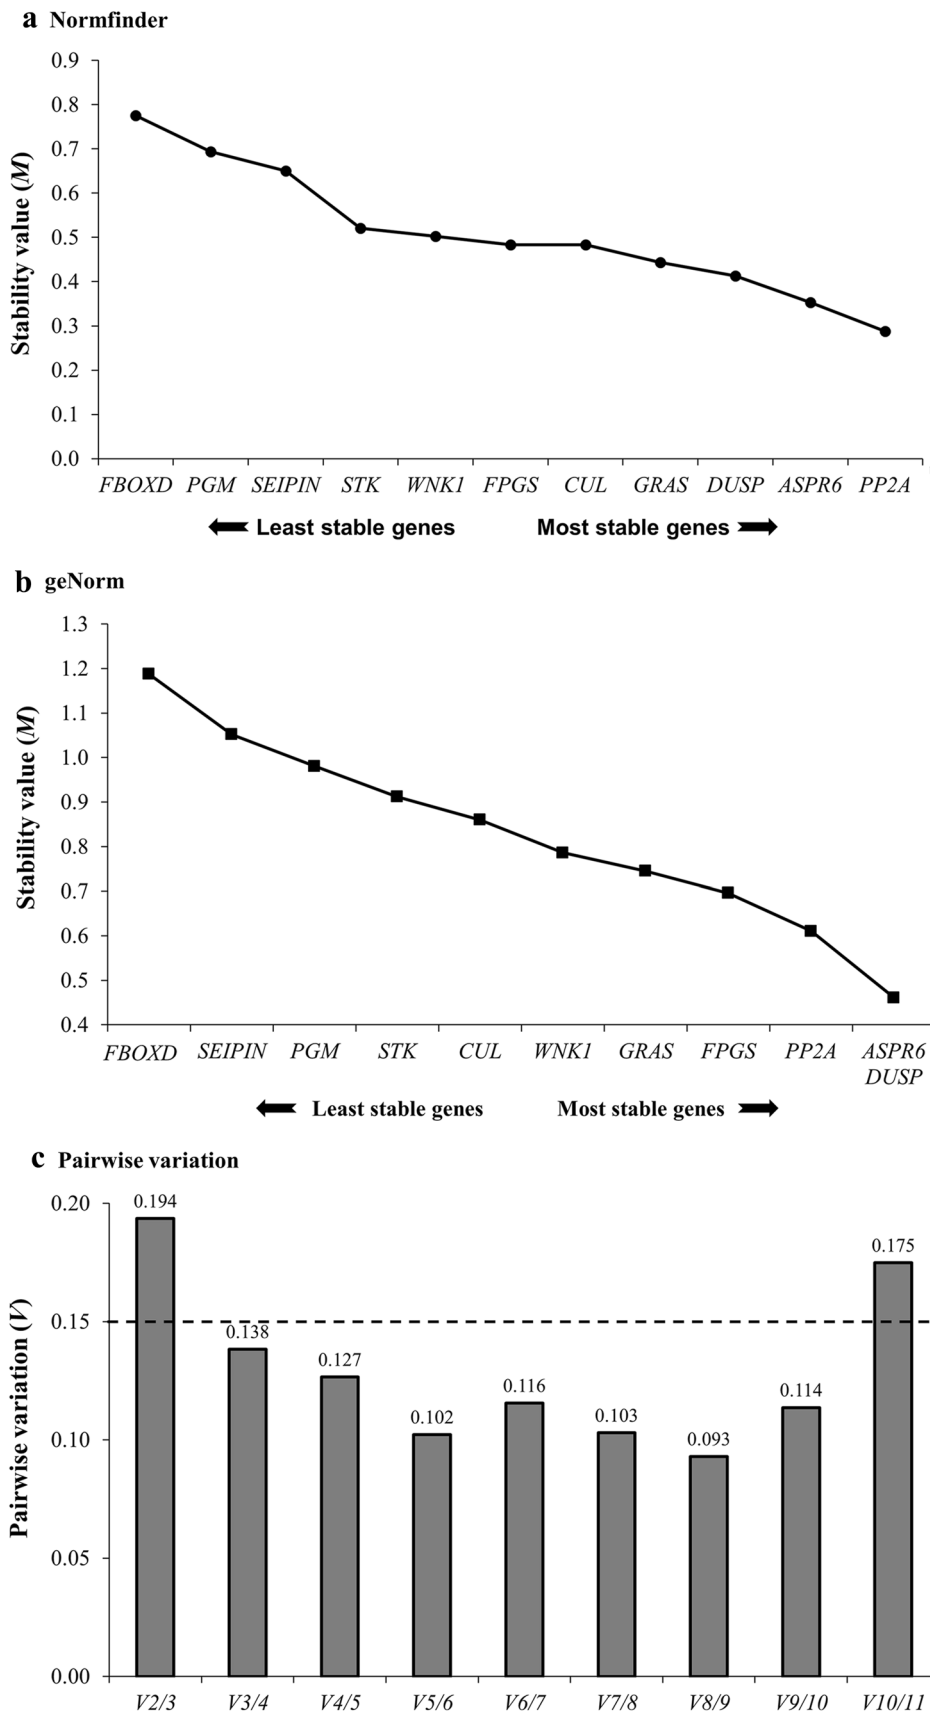 a Normfinder
0.9
0.8
0.7
0.6
0.5
0.4
0.3
0.2
0.1
0.0
Stability value (M)
FBOXD PGM SEIPIN STK WNK1 FPGS CUL GRAS DUSP ASPR6 PP2A
Least stable genes Most stable genes
b geNorm
1.3
1.2
1.1
1.0
0.9
0.8
0.7
0.6
0.5
0.4
Stability value (M)
FBOXD SEIPIN PGM STK CUL WNK1 GRAS FPGS PP2A ASPR6
DUSP
Least stable genes Most stable genes
c Pairwise variation
0.20
0.15
0.10
0.05
0.00
Pairwise variation (V)
0.194
0.138
0.127
0.102
0.116
0.103
0.093
0.114
0.175
V2/3 V3/4 V4/5 V5/6 V6/7 V7/8 V8/9 V9/10 V10/11